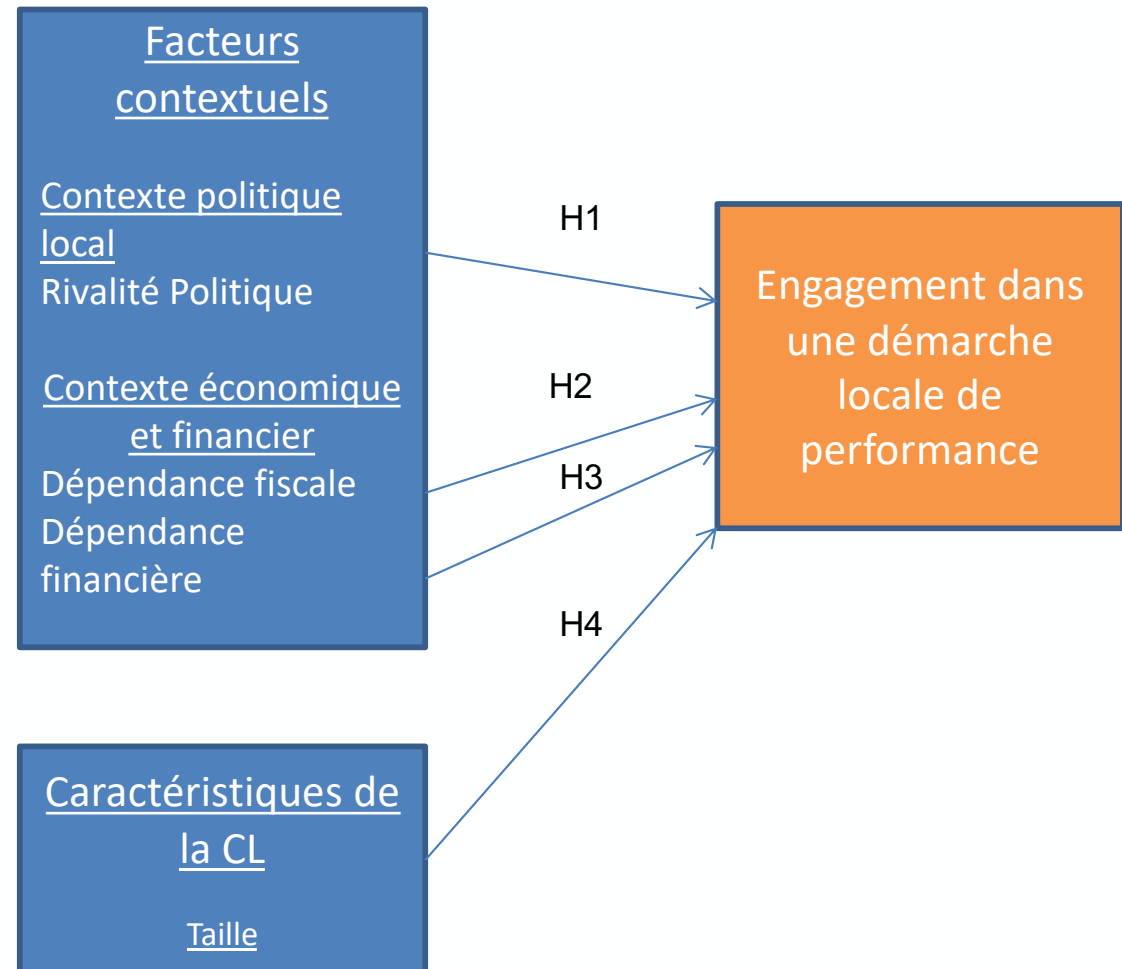 Facteurs
contextuels
Contexte politique
local
Rivalité Politique
Contexte économique
et financier
Dépendance fiscale
Dépendance
financière
H1
H2
H3
H4
Engagement dans
une démarche
locale de
performance
Caractéristiques de
la CL
Taille